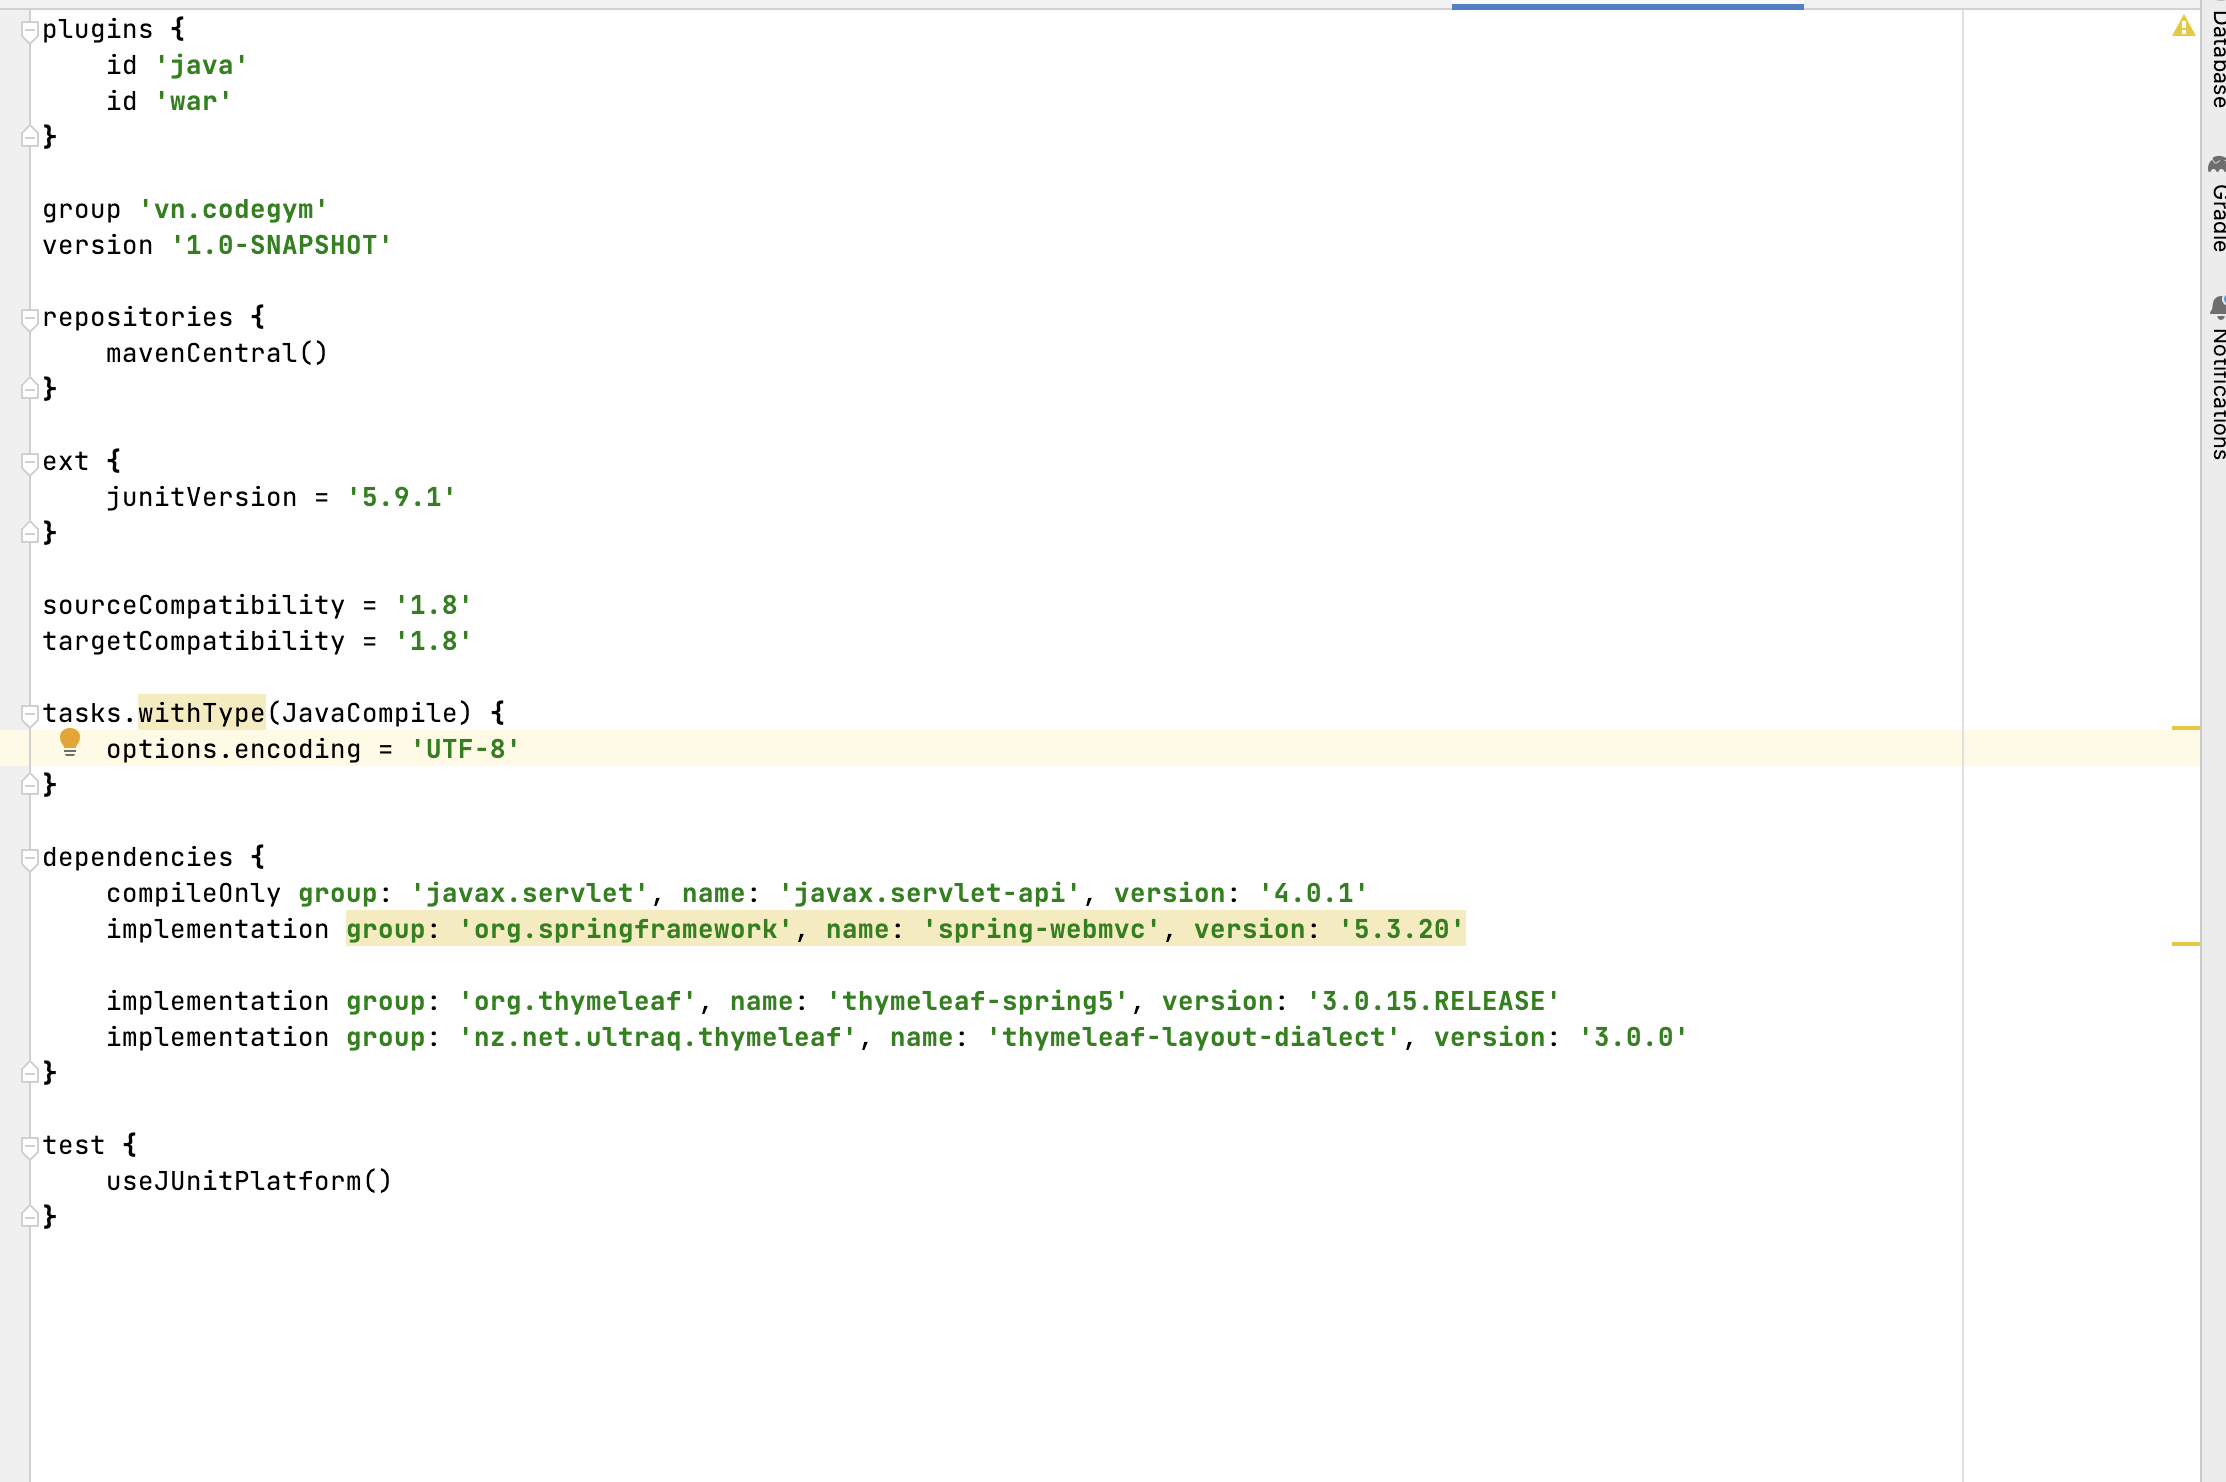 plugins {
    id 'java'
    id 'war'
}

group 'vn.codegym'
version '1.0-SNAPSHOT'

repositories {
    mavenCentral()
}

ext {
    junitVersion = '5.9.1'
}

sourceCompatibility = '1.8'
targetCompatibility = '1.8'

tasks.withType(JavaCompile) {
    options.encoding = 'UTF-8'
}

dependencies {
    compileOnly group: 'javax.servlet', name: 'javax.servlet-api', version: '4.0.1'
    implementation group: 'org.springframework', name: 'spring-webmvc', version: '5.3.20'

    implementation group: 'org.thymeleaf', name: 'thymeleaf-spring5', version: '3.0.15.RELEASE'
    implementation group: 'nz.net.ultraq.thymeleaf', name: 'thymeleaf-layout-dialect', version: '3.0.0'
}

test {
    useJUnitPlatform()
}
Database
Gradle
Notifications